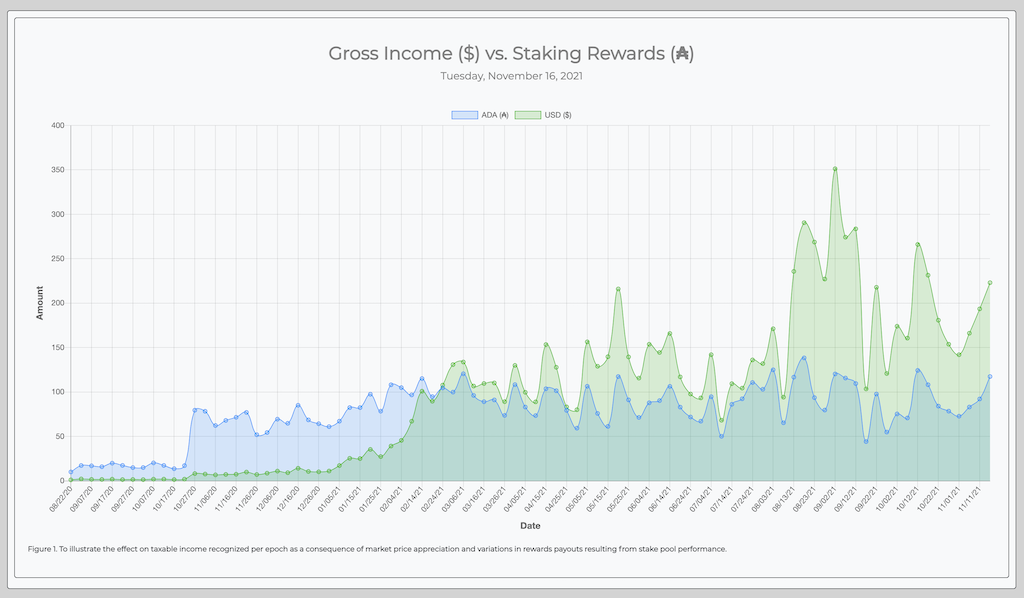 Gross Income ($) vs. Staking Rewards (₳)
Tuesday, November 16, 2021
ADA (₳) USD ($)
400
350
300
250
200
150
100
50
0
Amount
08/22/20 09/07/20 09/17/20 09/27/20 10/07/20 10/17/20 10/27/20 11/06/20 11/16/20 11/26/20 12/06/20 12/16/20 12/26/20 01/05/21 01/15/21 01/25/21 02/04/21 02/14/21 02/24/21 03/06/21 03/16/21 03/26/21 04/05/21 04/15/21 04/25/21 05/05/21 05/15/21 05/25/21 06/04/21 06/14/21 06/24/21 07/04/21 07/14/21 07/24/21 08/03/21 08/13/21 08/23/21 09/02/21 09/12/21 09/22/21 10/02/21 10/12/21 10/22/21 11/01/21 11/11/21
Date
Figure 1. To illustrate the effect on taxable income recognized per epoch as a consequence of market price appreciation and variations in rewards payouts resulting from stake pool performance.